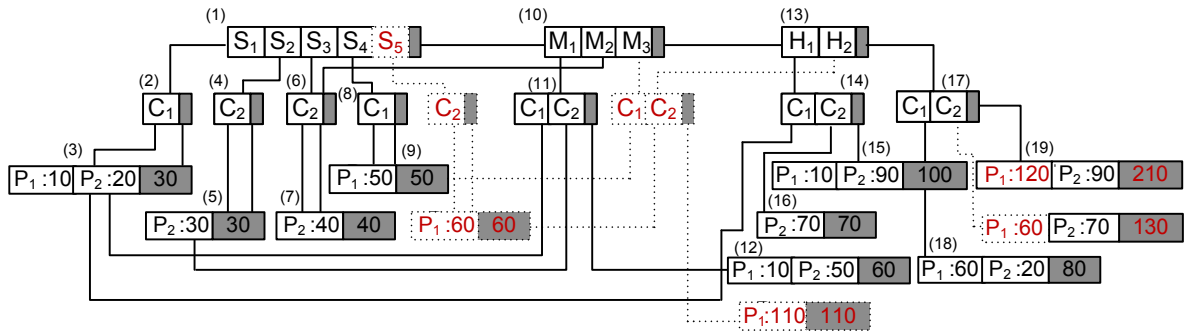 (1) (10) (13)
S₁ S₂ S₃ S₄ S₅ M₁ M₂ M₃ H₁ H₂
(2) (4) (6) (8) (11) (14) (17)
C₁ C₂ C₂ C₁ C₂ C₁ C₂ C₁ C₂ C₁ C₂ C₁ C₂
(3) (9) (15) (19)
P₁ :10 P₂ :20 30 P₁ :50 50 P₁ :10 P₂ :90 100 P₁ :120 P₂ :90 210
(5) (7) (16)
P₂ :30 30 P₂ :40 40 P₁ :60 60 P₂ :70 70 P₁ :60 P₂ :70 130
(12) (18)
P₁ :10 P₂ :50 60 P₁ :60 P₂ :20 80
P₁:110 110